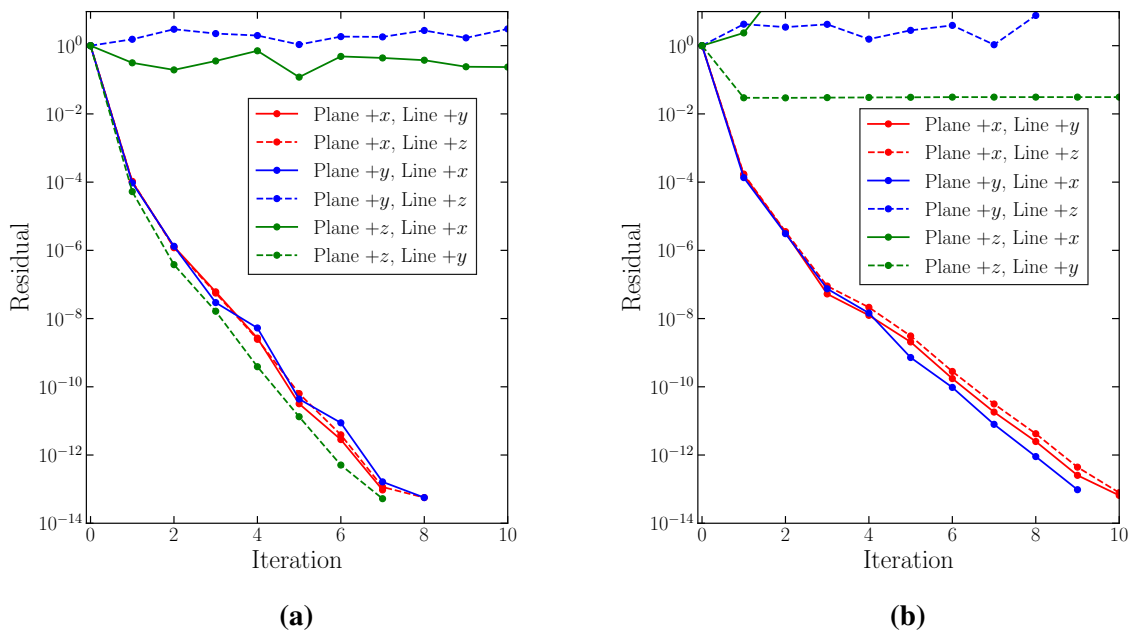 10^0
10^{-2}
10^{-4}
10^{-6}
10^{-8}
10^{-10}
10^{-12}
10^{-14}
Residual
Plane +x, Line +y
Plane +x, Line +z
Plane +y, Line +x
Plane +y, Line +z
Plane +z, Line +x
Plane +z, Line +y
0 2 4 6 8 10
Iteration
(a)
10^0
10^{-2}
10^{-4}
10^{-6}
10^{-8}
10^{-10}
10^{-12}
10^{-14}
Residual
Plane +x, Line +y
Plane +x, Line +z
Plane +y, Line +x
Plane +y, Line +z
Plane +z, Line +x
Plane +z, Line +y
0 2 4 6 8 10
Iteration
(b)